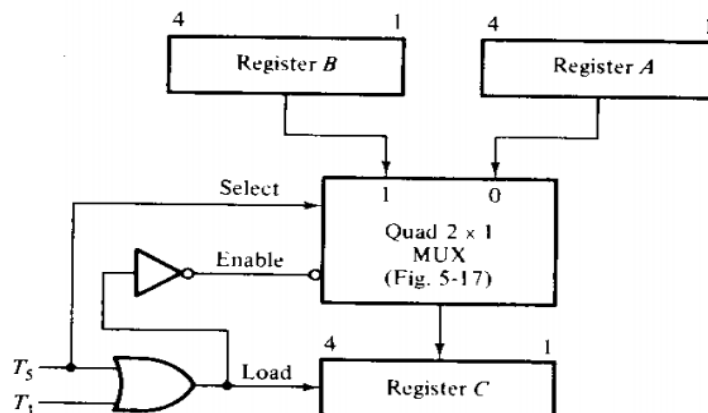 4 1 4 1
Register B Register A
Select
1 0
Quad 2 × 1
MUX
(Fig. 5-17)
Enable
4 1
T5
Load
Register C
T1